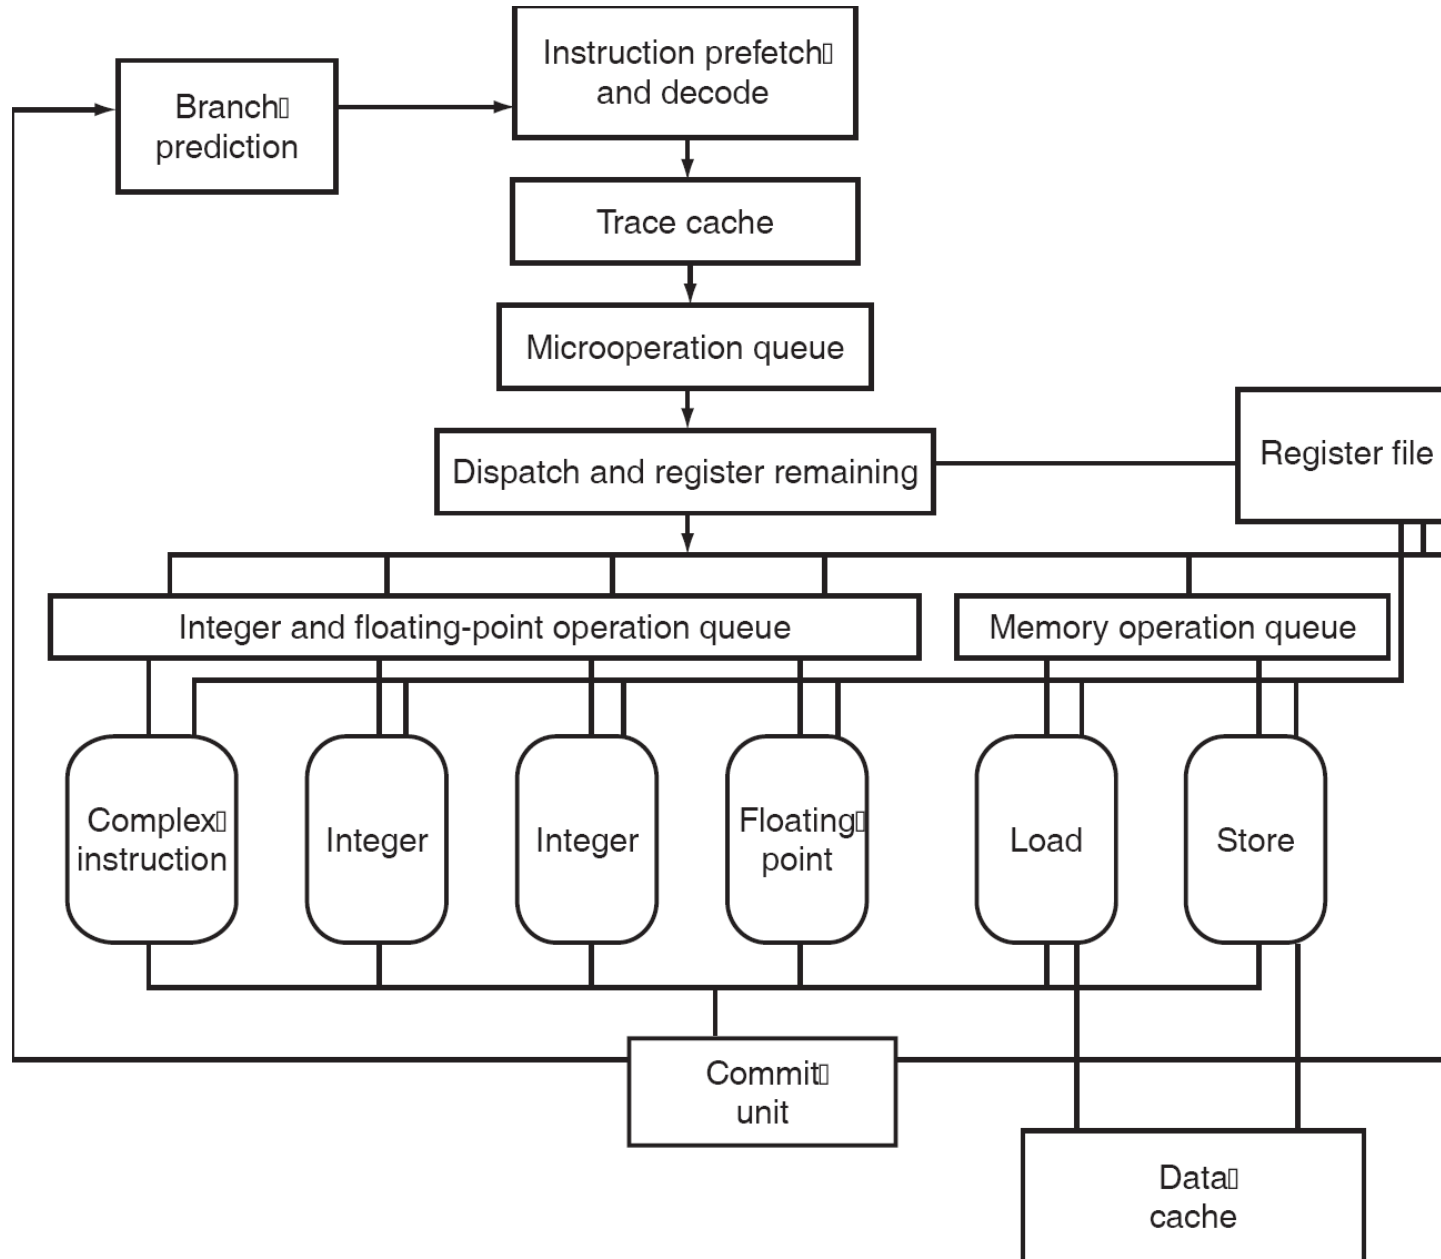 Instruction prefetch
and decode
Branch
prediction
Trace cache
Microoperation queue
Dispatch and register remaining
Register file
Integer and floating-point operation queue
Memory operation queue
Complex
instruction
Integer
Integer
Floating
point
Load
Store
Commit
unit
Data
cache